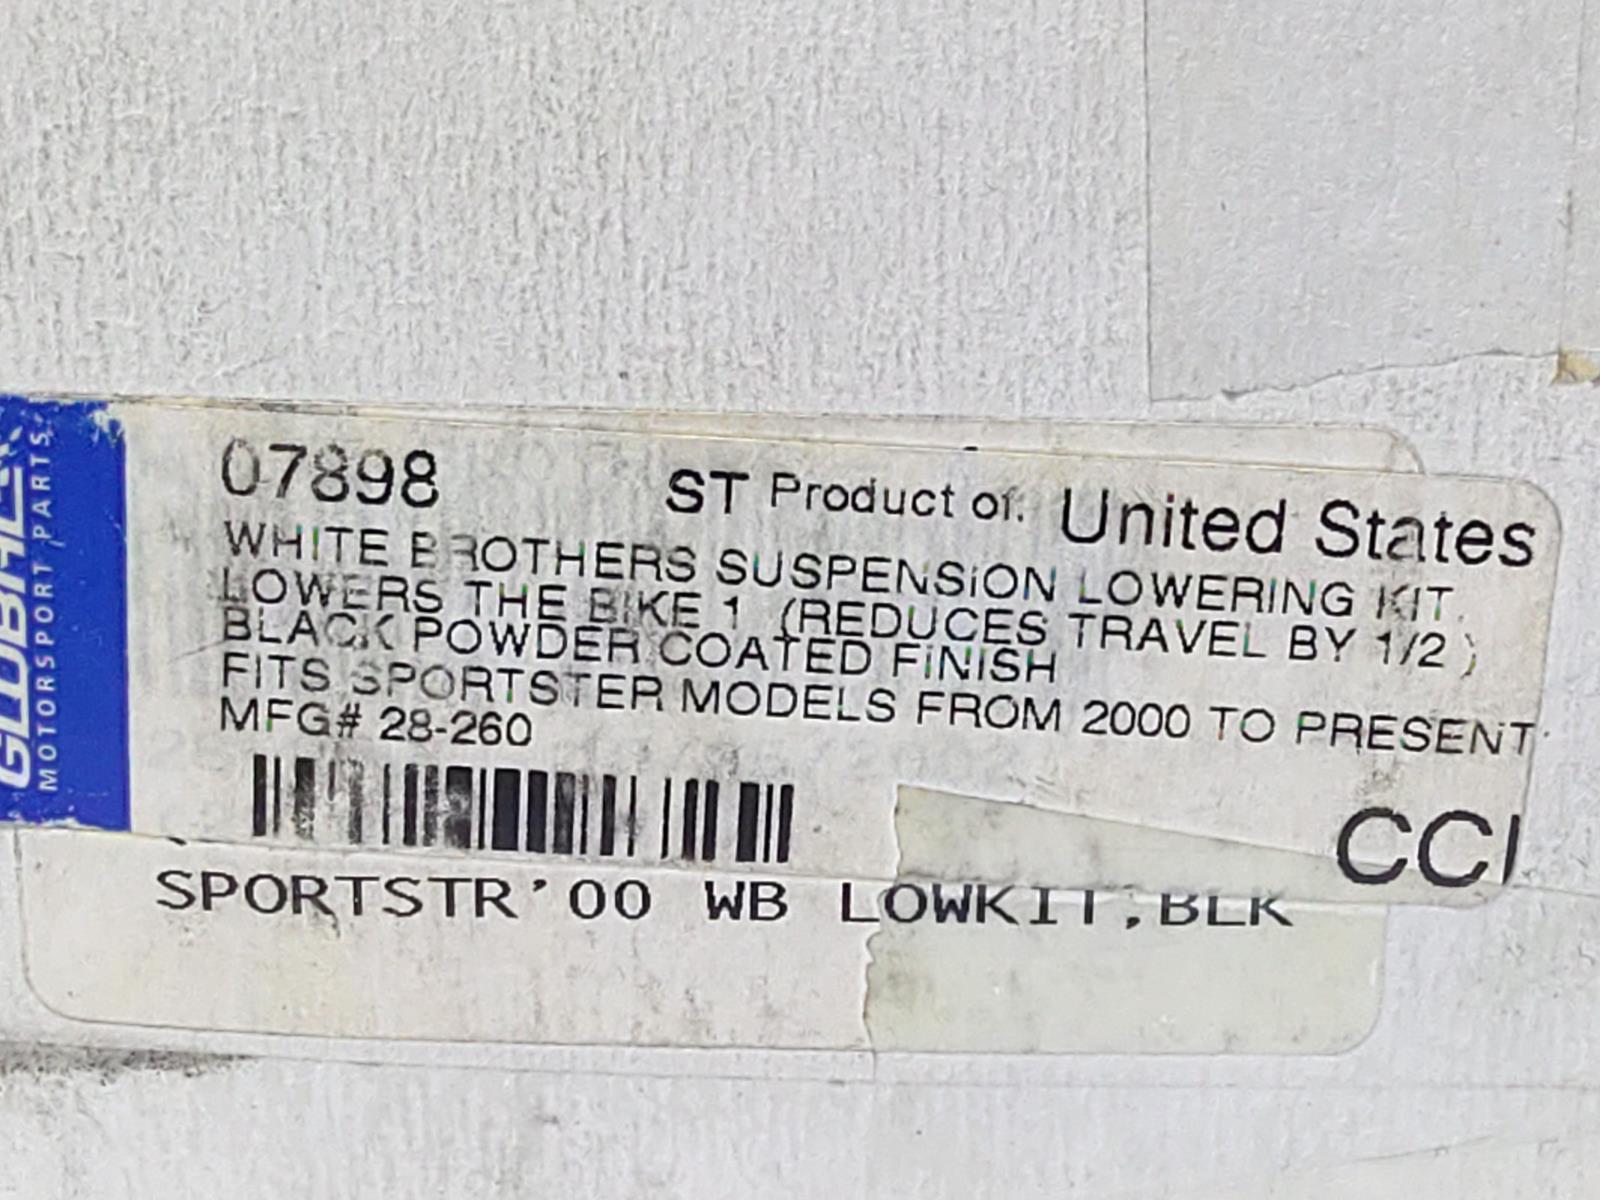 GLOBAL
MOTORSPORT PARTS
07898 ST Product of: United States
WHITE BROTHERS SUSPENSION LOWERING KIT.
LOWERS THE BIKE 1 (REDUCES TRAVEL BY 1/2 )
BLACK POWDER COATED FINISH
FITS SPORTSTER MODELS FROM 2000 TO PRESENT.
MFG# 28-260
CCI
SPORTSTR'00 WB LOWKIT,BLK